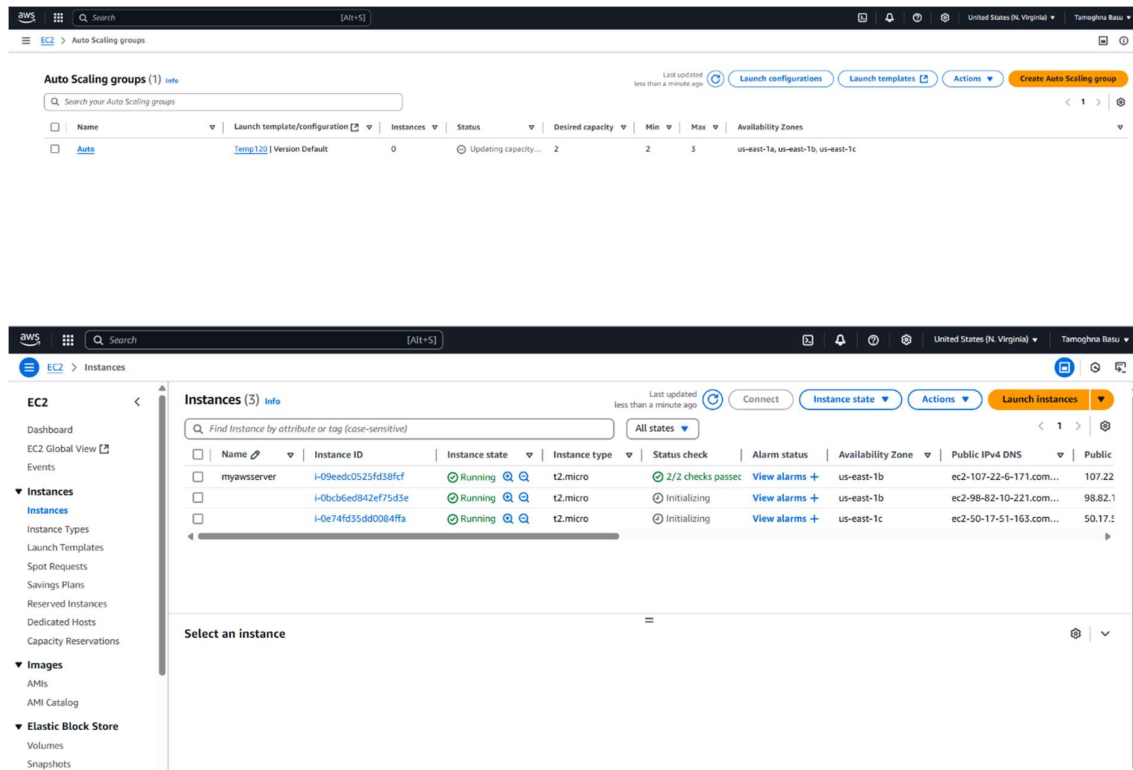 aws Search [Alt+S] United States (N. Virginia) Tamoghna Basu
EC2 > Auto Scaling groups
Auto Scaling groups (1) Info
Last updated less than a minute ago
Launch configurations Launch templates Actions Create Auto Scaling group
Search your Auto Scaling groups
1
Name Launch template/configuration Instances Status Desired capacity Min Max Availability Zones
Auto Temp120 | Version Default 0 Updating capacity... 2 2 3 us-east-1a, us-east-1b, us-east-1c
aws Search [Alt+S] United States (N. Virginia) Tamoghna Basu
EC2 > Instances
EC2
Dashboard
EC2 Global View
Events
Instances
Instances
Instance Types
Launch Templates
Spot Requests
Savings Plans
Reserved Instances
Dedicated Hosts
Capacity Reservations
Images
AMIs
AMI Catalog
Elastic Block Store
Volumes
Snapshots
Instances (3) Info
Last updated less than a minute ago
Connect Instance state Actions Launch instances
Find Instance by attribute or tag (case-sensitive) All states 1
Name Instance ID Instance state Instance type Status check Alarm status Availability Zone Public IPv4 DNS Public
myawsserver i-09eedc0525fd38fcf Running t2.micro 2/2 checks passec View alarms + us-east-1b ec2-107-22-6-171.com... 107.22
i-0bcb6ed842ef75d3e Running t2.micro Initializing View alarms + us-east-1b ec2-98-82-10-221.com... 98.82.1
i-0e74fd35dd0084ffa Running t2.micro Initializing View alarms + us-east-1c ec2-50-17-51-163.com... 50.17.5
Select an instance